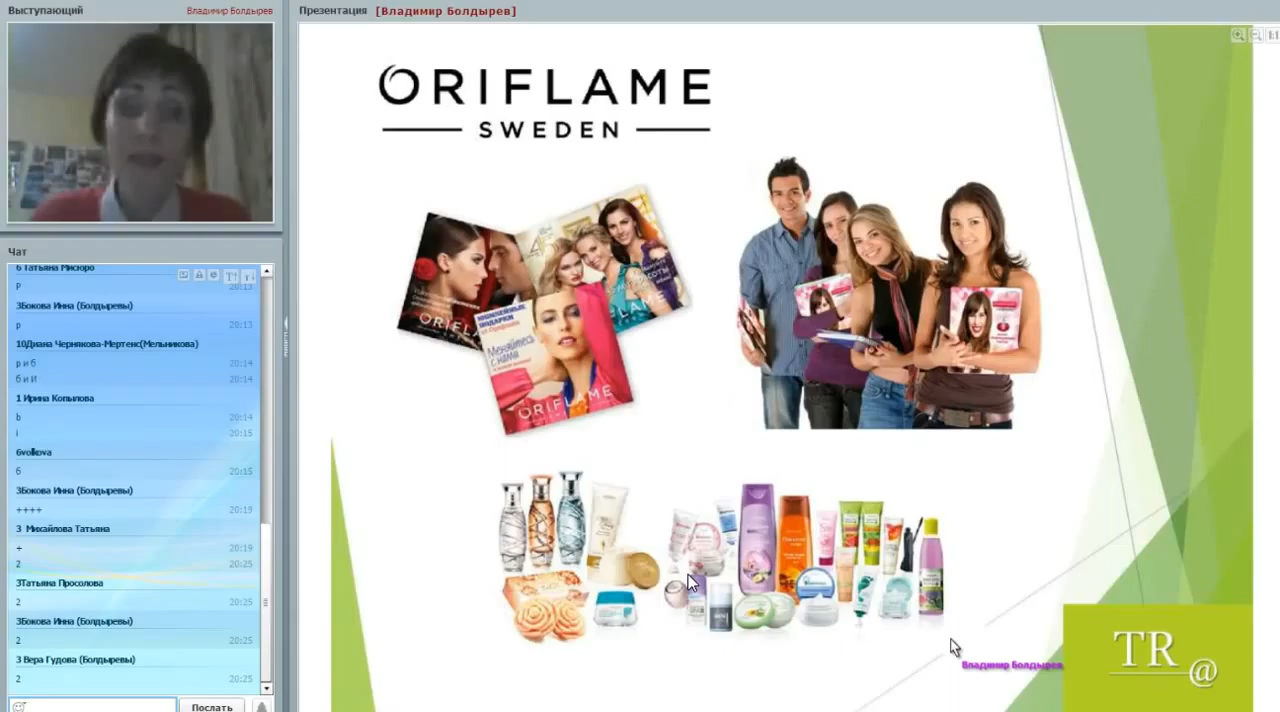 Выступающий
Владимир Болдырев
Презентация [Владимир Болдырев]
ORIFLAME
SWEDEN
45
ORIFLAME
TR
@
Владимир Болдырев
Чат
6 Татьяна Мисюро
Р 20:13
3Бокова Инна (Болдыревы)
р 20:13
10Диана Чернякова-Мертенс(Мельникова)
р и б 20:14
б и И 20:14
1 Ирина Копылова
b 20:14
i 20:15
6volkova
б 20:15
3Бокова Инна (Болдыревы)
++++ 20:19
3 Михайлова Татьяна
+ 20:19
2 20:25
3Татьяна Просолова
2 20:25
3Бокова Инна (Болдыревы)
2 20:25
3 Вера Гудова (Болдыревы)
2 20:25
Послать